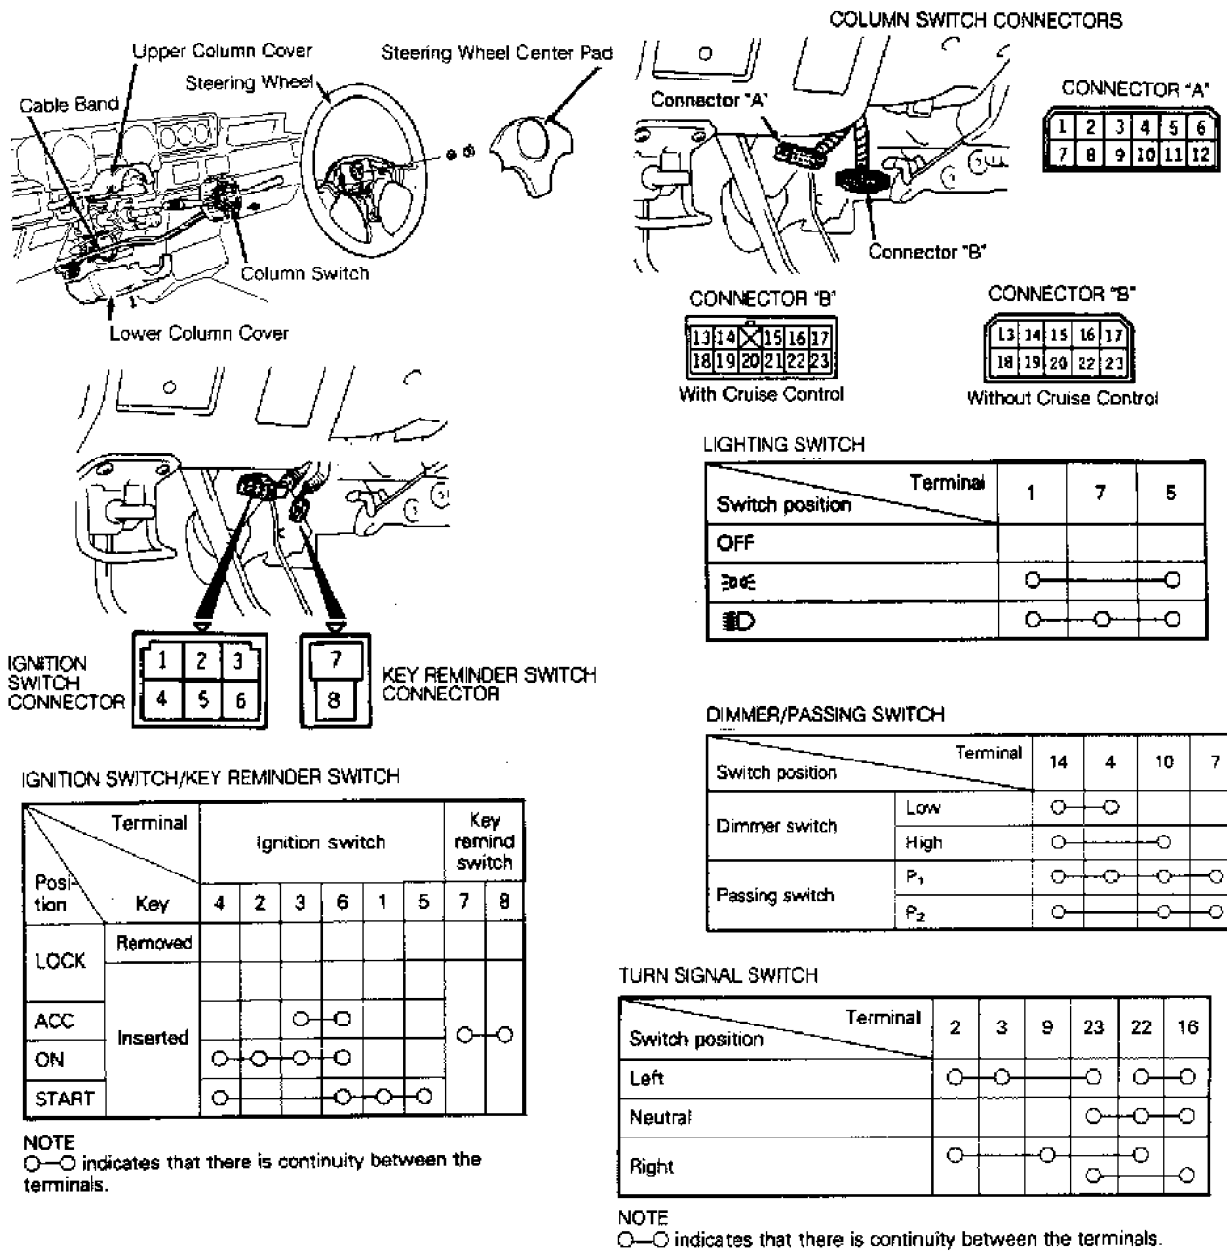 COLUMN SWITCH CONNECTORS
Upper Column Cover
Steering Wheel Center Pad
Steering Wheel
Cable Band
Column Switch
Lower Column Cover
Connector "A"
CONNECTOR "A"
1 2 3 4 5 6
7 8 9 10 11 12
Connector "B"
CONNECTOR "B"
13 14 15 16 17
18 19 20 21 22 23
With Cruise Control
CONNECTOR "B"
13 14 15 16 17
18 19 20 22 23
Without Cruise Control
IGNITION
SWITCH
CONNECTOR
1 2 3
4 5 6
7
8
KEY REMINDER SWITCH
CONNECTOR
LIGHTING SWITCH
Terminal 1 7 5
Switch position
OFF
DIMMER/PASSING SWITCH
Terminal 14 4 10 7
Switch position
Dimmer switch
Low
High
Passing switch
P1
P2
IGNITION SWITCH/KEY REMINDER SWITCH
Terminal
Ignition switch
Key
remind
switch
Posi-
tion
Key 4 2 3 6 1 5 7 8
LOCK
Removed
Inserted
ACC
ON
START
NOTE
indicates that there is continuity between the
terminals.
TURN SIGNAL SWITCH
Terminal 2 3 9 23 22 16
Switch position
Left
Neutral
Right
NOTE
indicates that there is continuity between the terminals.